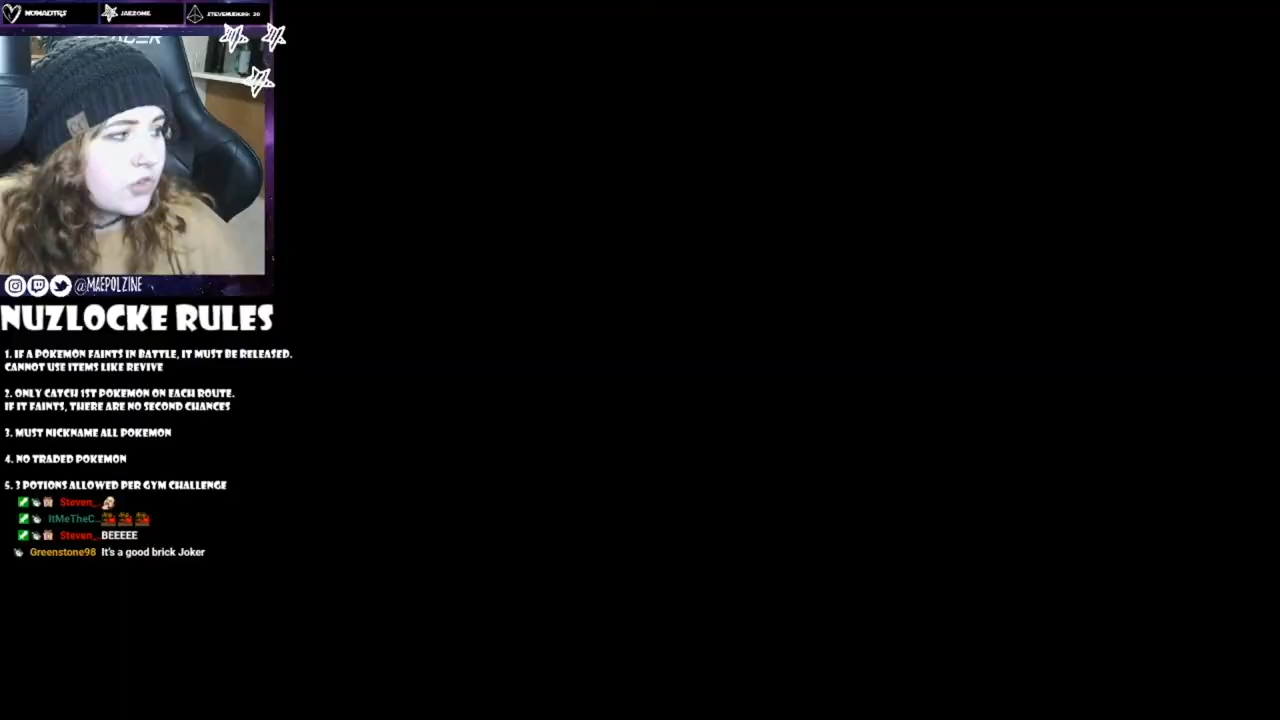 NOMADTRS
JAEZONE
@MAEPOLZINE
NUZLOCKE RULES
1. IF A POKEMON FAINTS IN BATTLE, IT MUST BE RELEASED.
CANNOT USE ITEMS LIKE REVIVE
2. ONLY CATCH 1ST POKEMON ON EACH ROUTE.
IF IT FAINTS, THERE ARE NO SECOND CHANCES
3. MUST NICKNAME ALL POKEMON
4. NO TRADED POKEMON
5. 3 POTIONS ALLOWED PER GYM CHALLENGE
Steven_
ItMeTheC...
Steven_ BEEEEE
Greenstone98 It's a good brick Joker